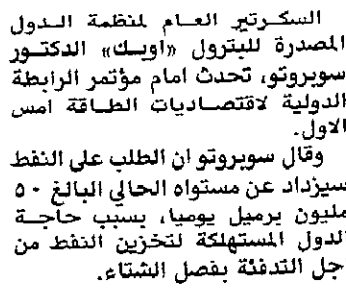 السكرتير العام لمنظمة الدول
المصدرة للبترول «اوبك» الدكتور
سوبروتو، تحدث امام مؤتمر الرابطة
الدولية لاقتصاديات الطاقة امس
الاول.
وقال سوبروتو ان الطلب على النفط
سيزداد عن مستواه الحالي البالغ ٥٠
مليون برميل يوميا، بسبب حاجة
الدول المستهلكة لتخزين النفط من
جل التدفئة بفصل الشتاء.